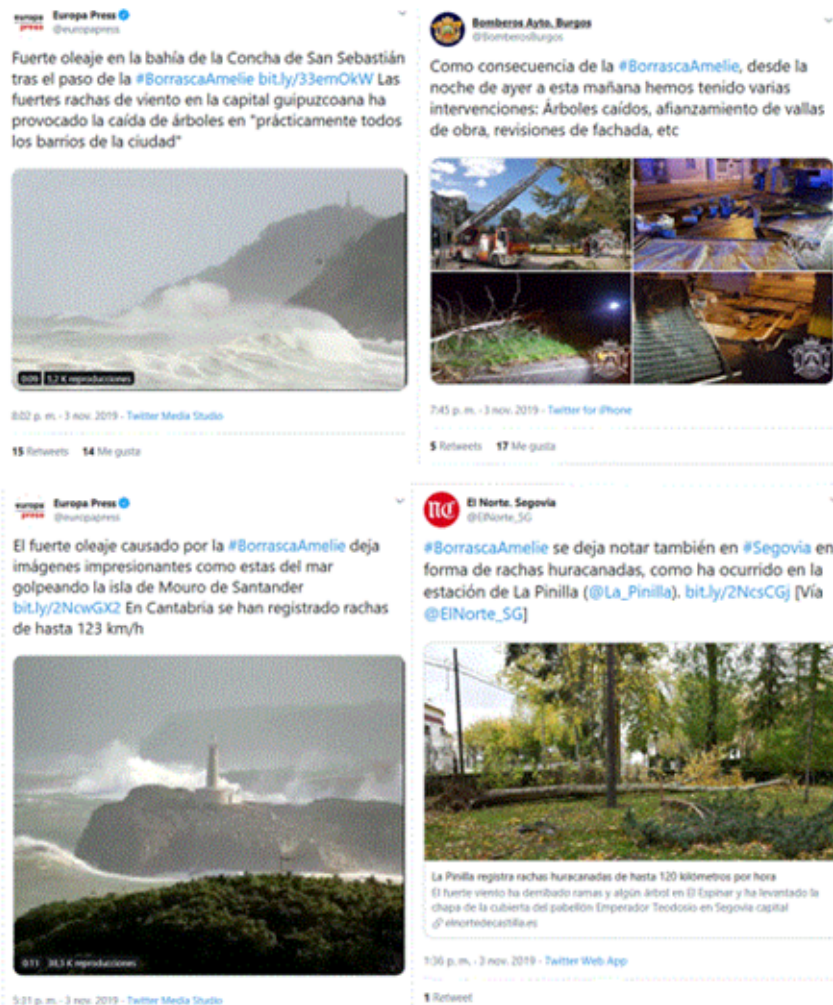 Europa Press
@europapress
Fuerte oleaje en la bahía de la Concha de San Sebastián
tras el paso de la #BorrascaAmelie bit.ly/33emOkW Las
fuertes rachas de viento en la capital guipuzcoana ha
provocado la caída de árboles en "prácticamente todos
los barrios de la ciudad"
0:09 5,2 K reproducciones
8:02 p. m. · 3 nov. 2019 · Twitter Media Studio
15 Retweets 14 Me gusta
Bomberos Ayto. Burgos
@BomberosBurgos
Como consecuencia de la #BorrascaAmelie, desde la
noche de ayer a esta mañana hemos tenido varias
intervenciones: Árboles caídos, afianzamiento de vallas
de obra, revisiones de fachada, etc
7:45 p. m. · 3 nov. 2019 · Twitter for iPhone
5 Retweets 17 Me gusta
Europa Press
@europapress
El fuerte oleaje causado por la #BorrascaAmelie deja
imágenes impresionantes como estas del mar
golpeando la isla de Mouro de Santander
bit.ly/2NcwGX2 En Cantabria se han registrado rachas
de hasta 123 km/h
0:11 38,5 K reproducciones
5:31 p. m. · 3 nov. 2019 · Twitter Media Studio
El Norte. Segovia
@ElNorte_SG
#BorrascaAmelie se deja notar también en #Segovia en
forma de rachas huracanadas, como ha ocurrido en la
estación de La Pinilla (@La_Pinilla). bit.ly/2NcsCGj [Vía
@ElNorte_SG]
La Pinilla registra rachas huracanadas de hasta 120 kilómetros por hora
El fuerte viento ha derribado ramas y algún árbol en El Espinar y ha levantado la
chapa de la cubierta del pabellón Emperador Teodosio en Segovia capital
elnortedecastilla.es
1:36 p. m. · 3 nov. 2019 · Twitter Web App
1 Retweet